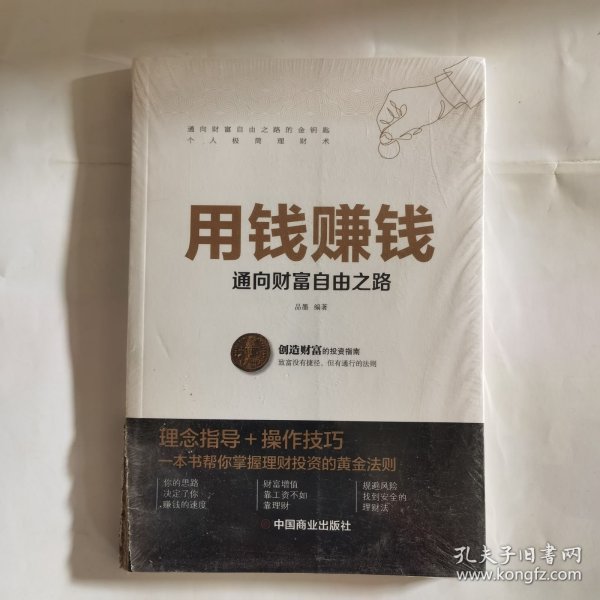 通向财富自由之路的金钥匙
个人极简理财术
用钱赚钱
通向财富自由之路
品墨 编著
创造财富的投资指南
致富没有捷径，但有通行的法则
理念指导+操作技巧
一本书帮你掌握理财投资的黄金法则
你的思路
决定了你
赚钱的速度
财富增值
靠工资不如
靠理财
规避风险
找到安全的
理财法
中国商业出版社
孔夫子旧书网
www.kongfz.com